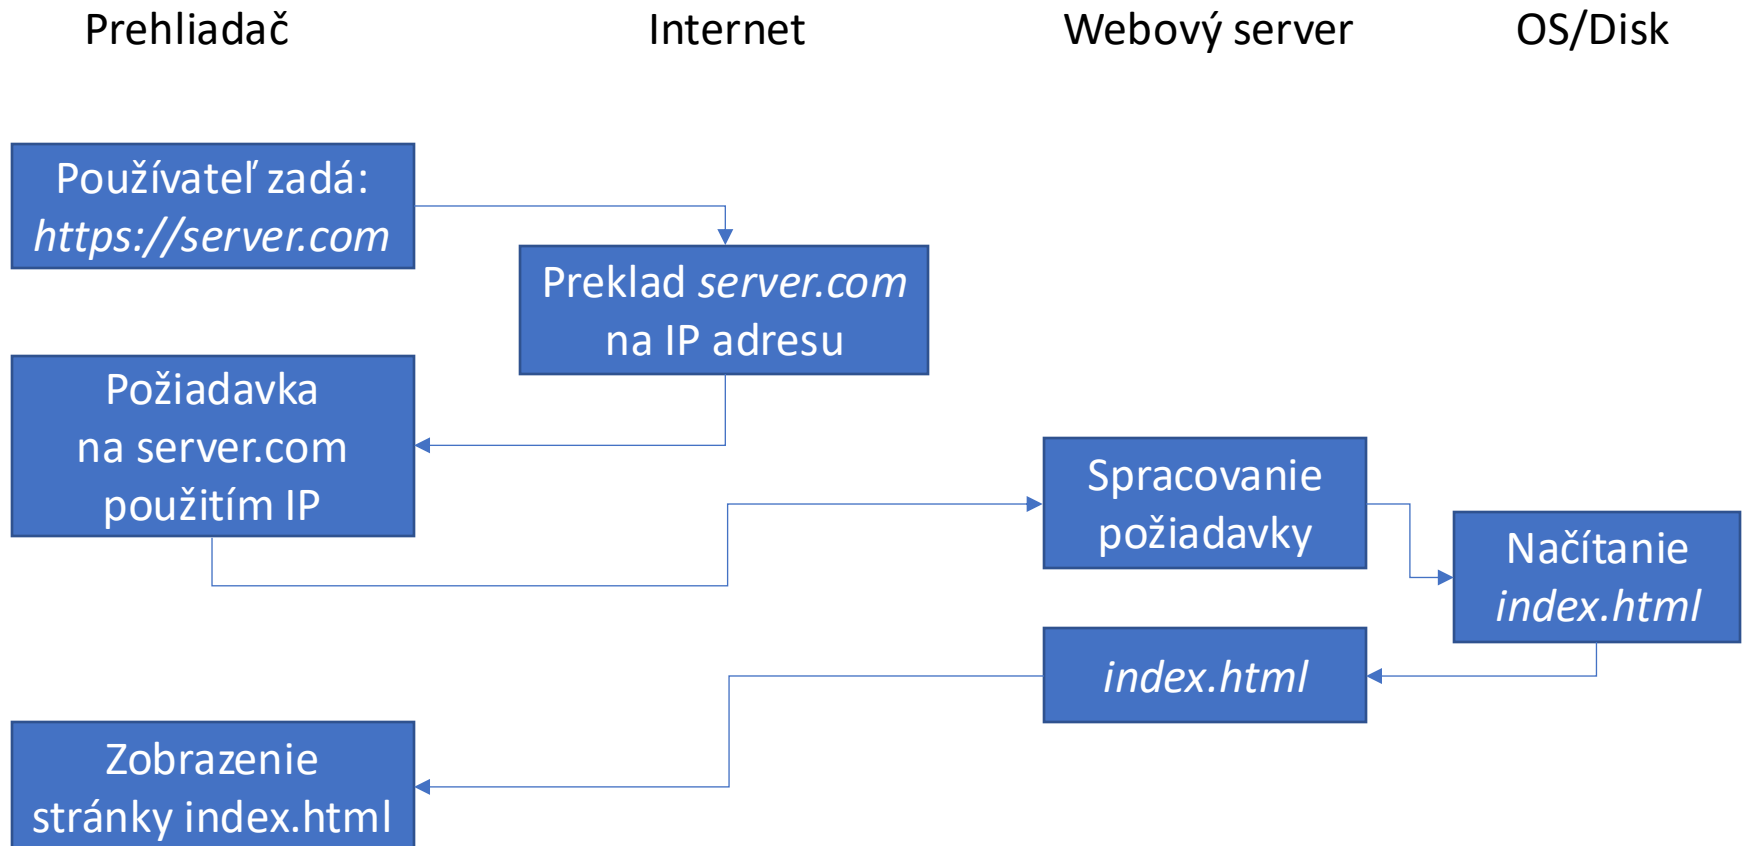 Prehliadač
Internet
Webový server
OS/Disk
Používateľ zadá:
https://server.com
Preklad server.com
na IP adresu
Požiadavka
na server.com
použitím IP
Spracovanie
požiadavky
Načítanie
index.html
index.html
Zobrazenie
stránky index.html